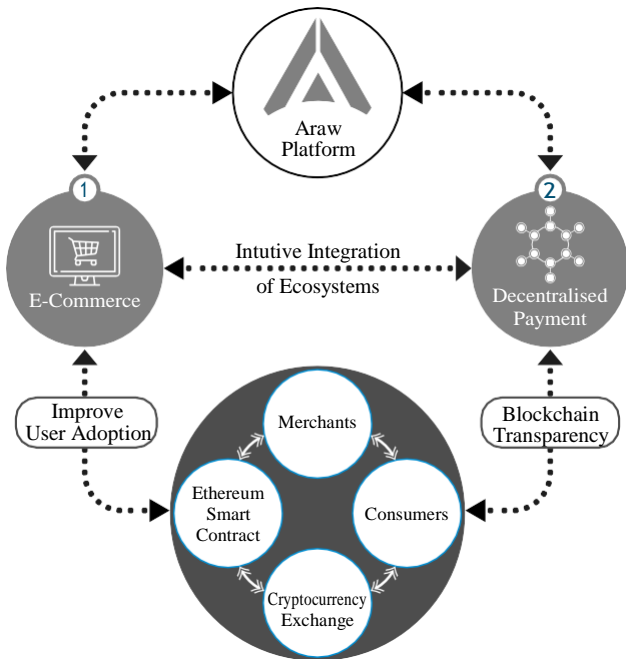 Araw
Platform
1
2
E-Commerce
Intutive Integration
of Ecosystems
Decentralised
Payment
Improve
User Adoption
Blockchain
Transparency
Merchants
Ethereum
Smart
Contract
Consumers
Cryptocurrency
Exchange